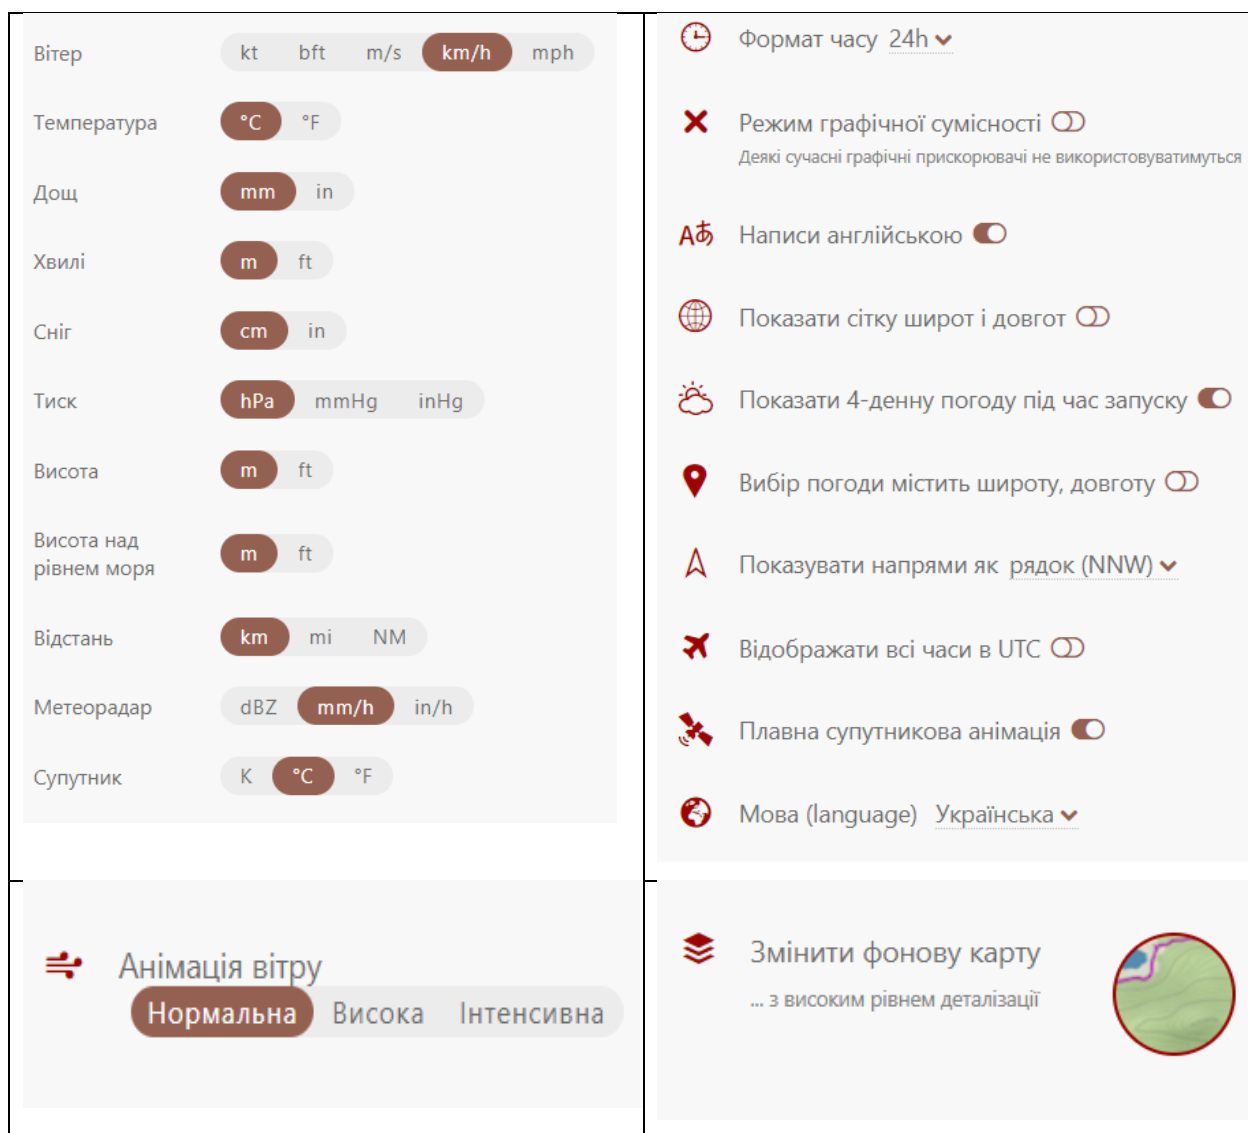 Вітер kt bft m/s km/h mph
Температура °C °F
Дощ mm in
Хвилі m ft
Сніг cm in
Тиск hPa mmHg inHg
Висота m ft
Висота над
рівнем моря m ft
Відстань km mi NM
Метеорадар dBZ mm/h in/h
Супутник K °C °F
Формат часу 24h
Режим графічної сумісності
Деякі сучасні графічні прискорювачі не використовуватимуться
Aあ Написи англійською
Показати сітку широт і довгот
Показати 4-денну погоду під час запуску
Вибір погоди містить широту, довготу
Показувати напрями як рядок (NNW)
Відображати всі часи в UTC
Плавна супутникова анімація
Мова (language) Українська
Анімація вітру
Нормальна Висока Інтенсивна
Змінити фонову карту
... з високим рівнем деталізації